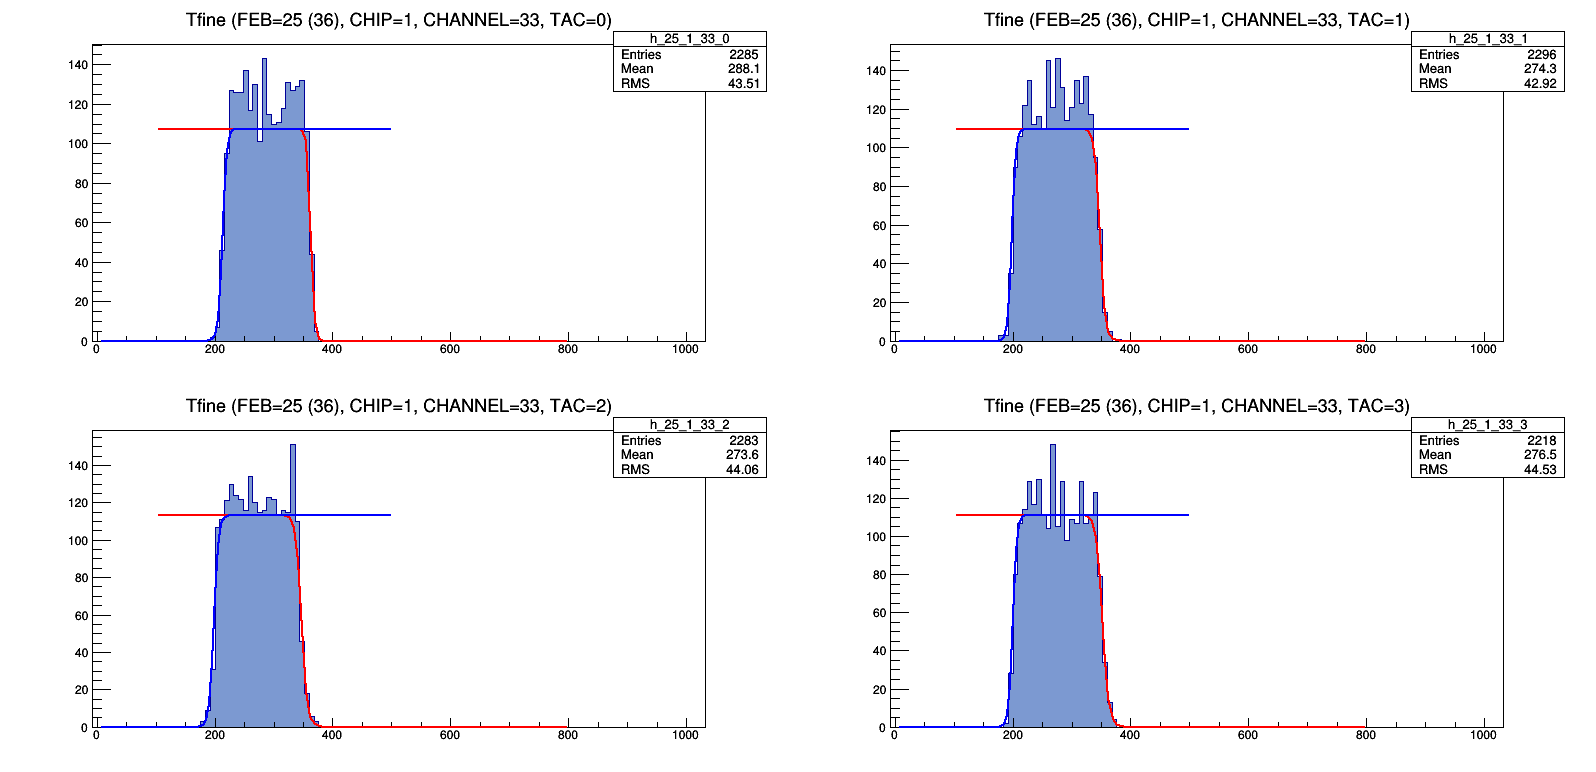 Tfine (FEB=25 (36), CHIP=1, CHANNEL=33, TAC=0)
h_25_1_33_0
Entries 2285
Mean 288.1
RMS 43.51
140
120
100
80
60
40
20
0
0 200 400 600 800 1000
Tfine (FEB=25 (36), CHIP=1, CHANNEL=33, TAC=1)
h_25_1_33_1
Entries 2296
Mean 274.3
RMS 42.92
140
120
100
80
60
40
20
0
0 200 400 600 800 1000
Tfine (FEB=25 (36), CHIP=1, CHANNEL=33, TAC=2)
h_25_1_33_2
Entries 2283
Mean 273.6
RMS 44.06
140
120
100
80
60
40
20
0
0 200 400 600 800 1000
Tfine (FEB=25 (36), CHIP=1, CHANNEL=33, TAC=3)
h_25_1_33_3
Entries 2218
Mean 276.5
RMS 44.53
140
120
100
80
60
40
20
0
0 200 400 600 800 1000